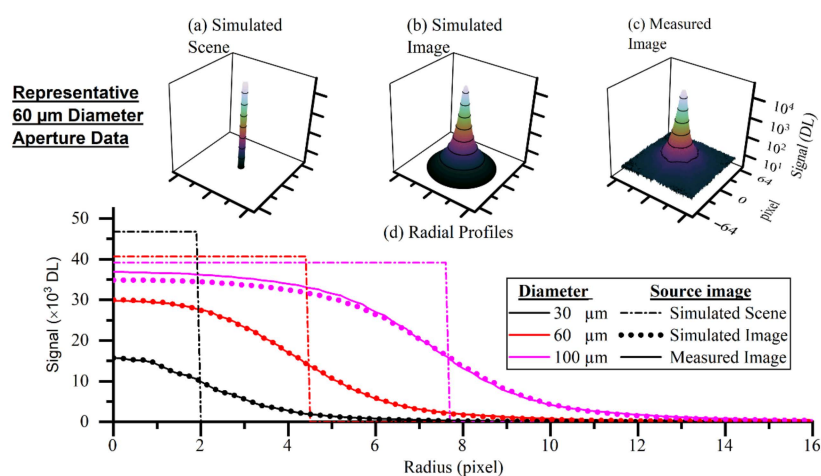 (a) Simulated
Scene
(b) Simulated
Image
(c) Measured
Image
Representative
60 µm Diameter
Aperture Data
10⁴
10³
10²
10¹
Signal (DL)
64
0
−64
pixel
(d) Radial Profiles
50
40
30
20
10
0
Signal (×10³ DL)
Diameter Source image
30 µm Simulated Scene
60 µm Simulated Image
100 µm Measured Image
0 2 4 6 8 10 12 14 16
Radius (pixel)